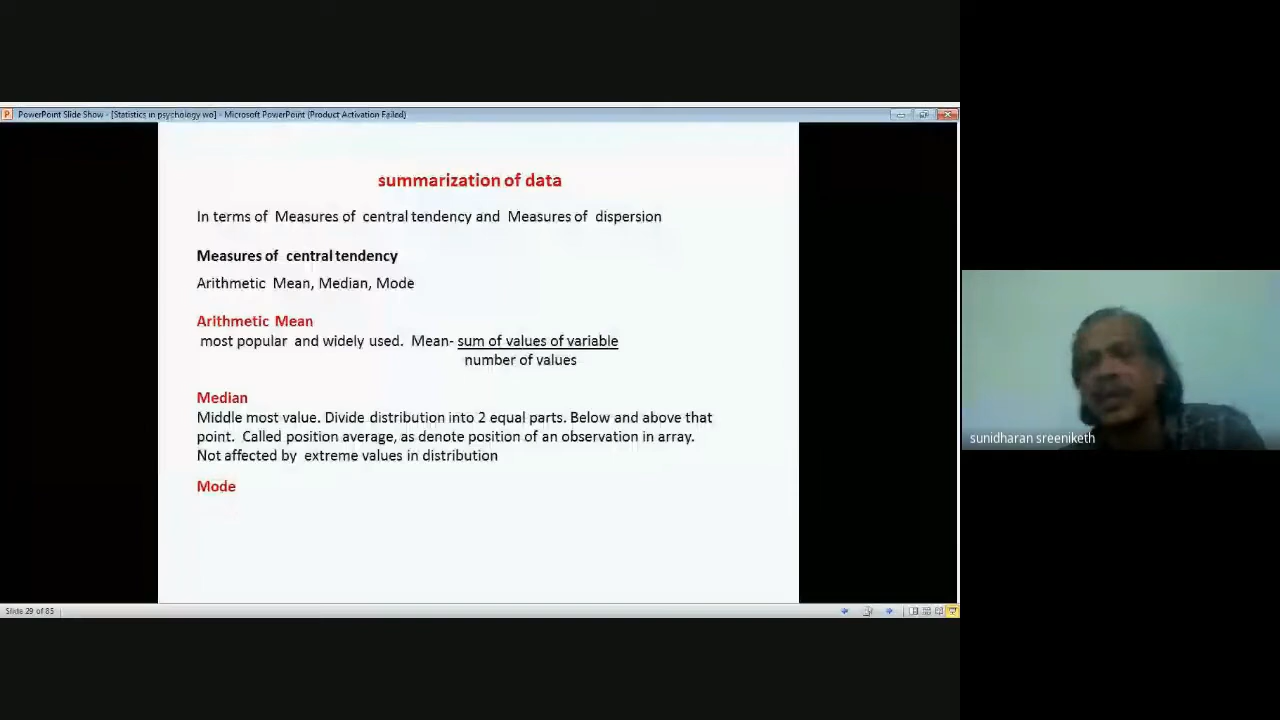 PowerPoint Slide Show - [Statistics in psychology wo] - Microsoft PowerPoint (Product Activation Failed)
summarization of data
In terms of Measures of central tendency and Measures of dispersion
Measures of central tendency
Arithmetic Mean, Median, Mode
Arithmetic Mean
most popular and widely used. Mean- sum of values of variable
number of values
Median
Middle most value. Divide distribution into 2 equal parts. Below and above that
point. Called position average, as denote position of an observation in array.
Not affected by extreme values in distribution
Mode
sunidharan sreeniketh
Slide 29 of 85